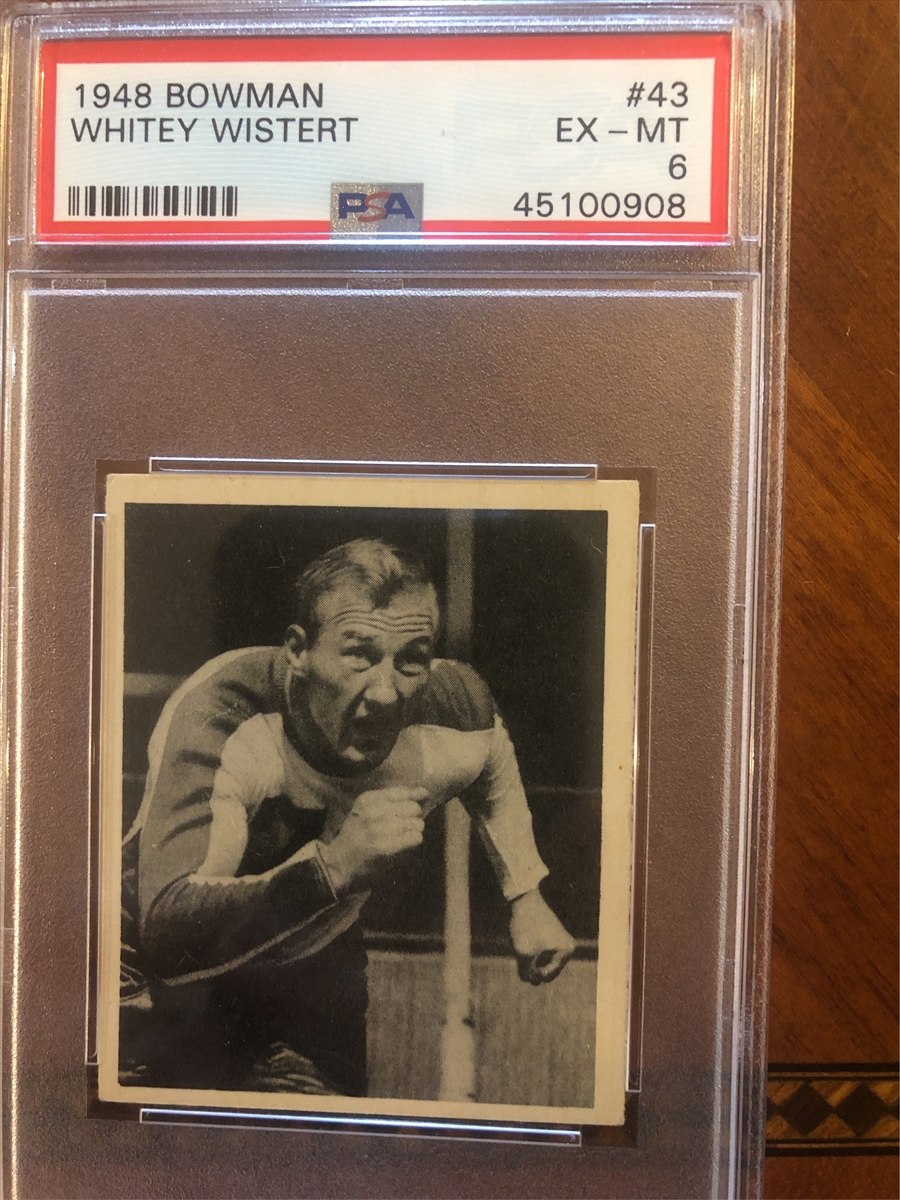 1948 BOWMAN #43
WHITEY WISTERT EX – MT
6
PSA 45100908